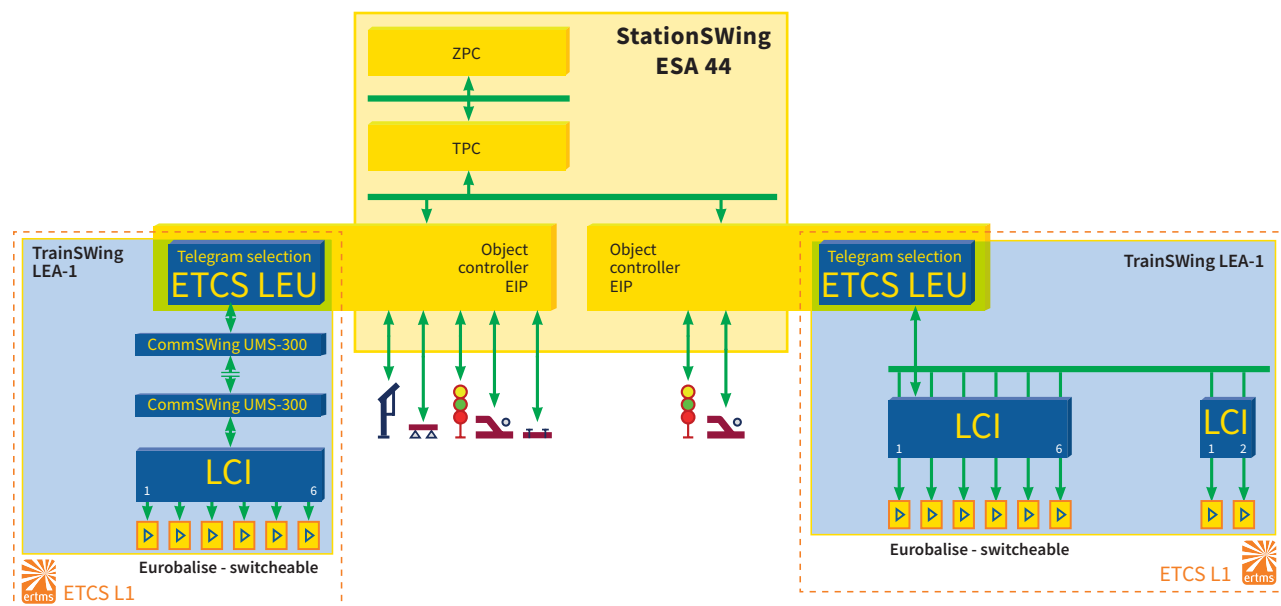 StationSWing
ESA 44
ZPC
TPC
TrainSWing
LEA-1
Telegram selection
ETCS LEU
Object
controller
EIP
Object
controller
EIP
Telegram selection
ETCS LEU
TrainSWing LEA-1
CommSWing UMS-300
CommSWing UMS-300
LCI
1
6
Eurobalise - switcheable
ertms
ETCS L1
LCI
1
6
LCI
1
2
Eurobalise - switcheable
ETCS L1
ertms